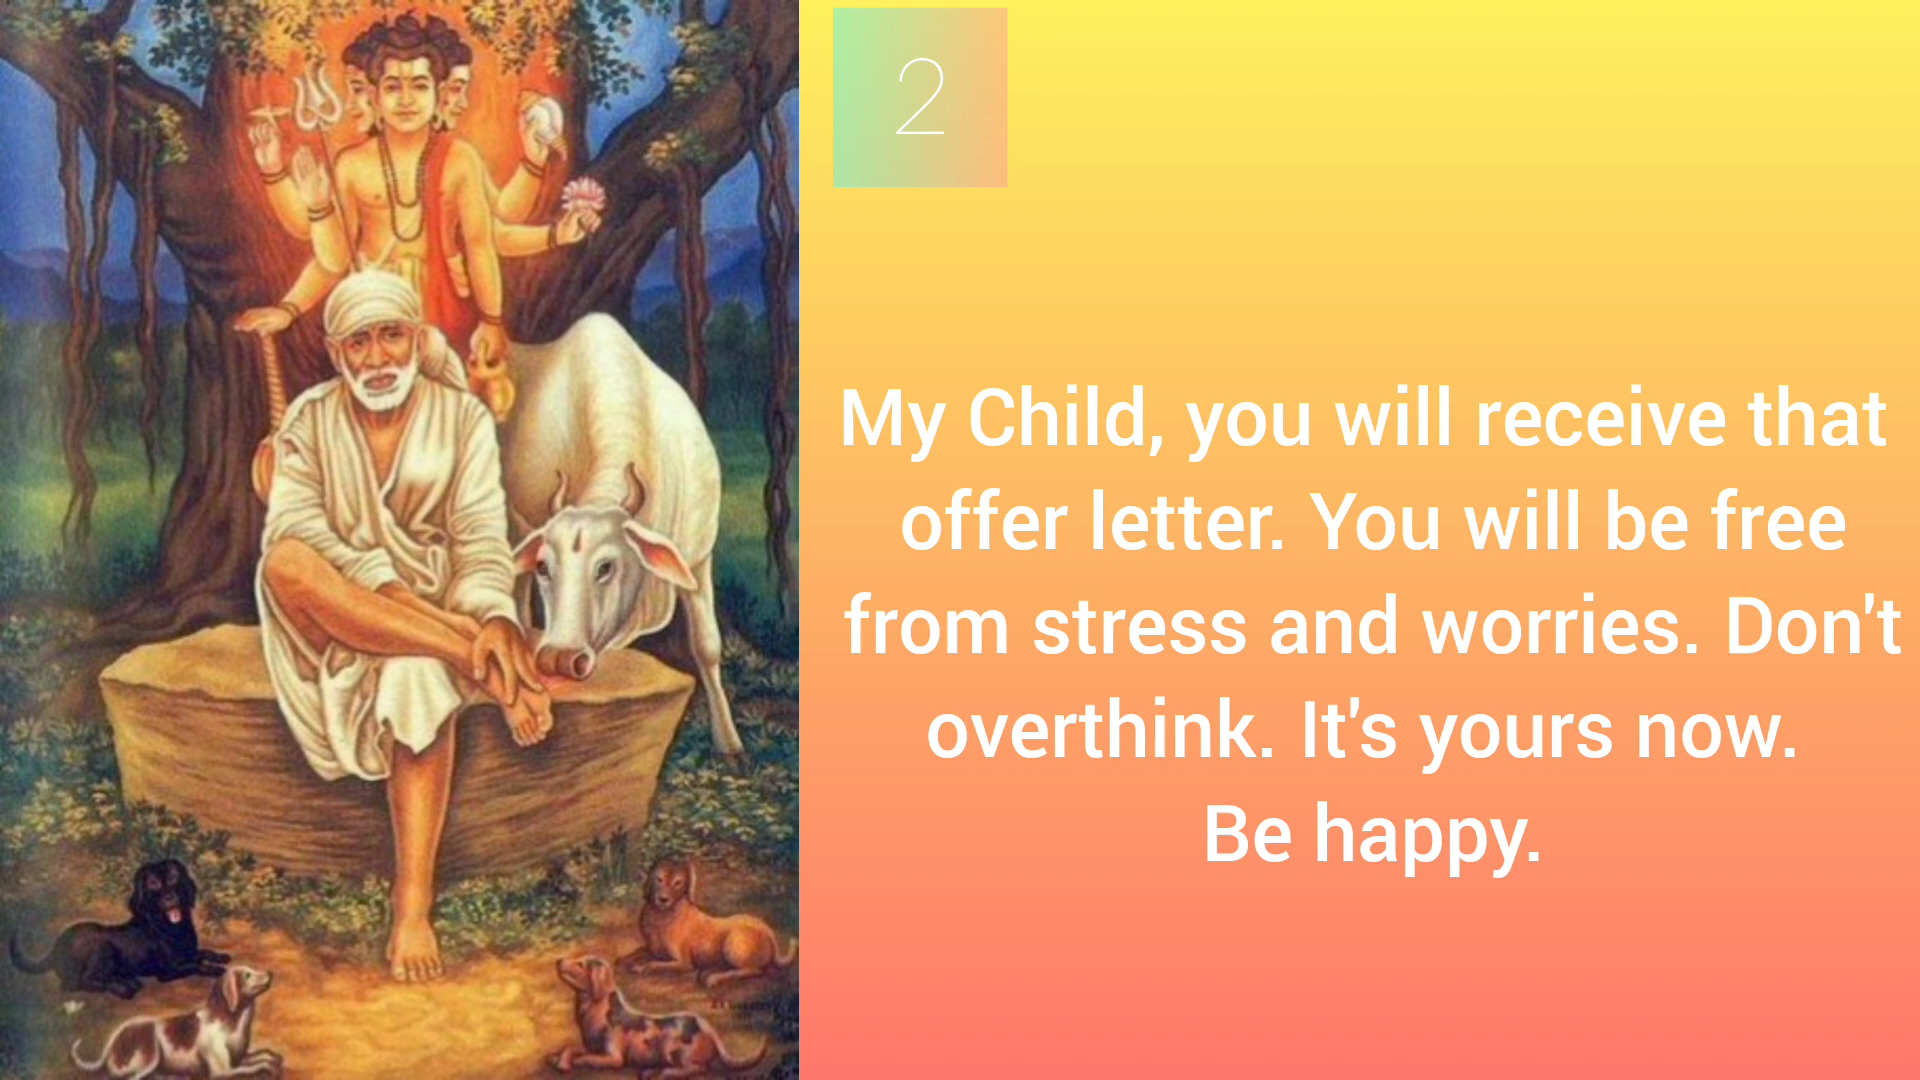 2
My Child, you will receive that
offer letter. You will be free
from stress and worries. Don't
overthink. It's yours now.
Be happy.